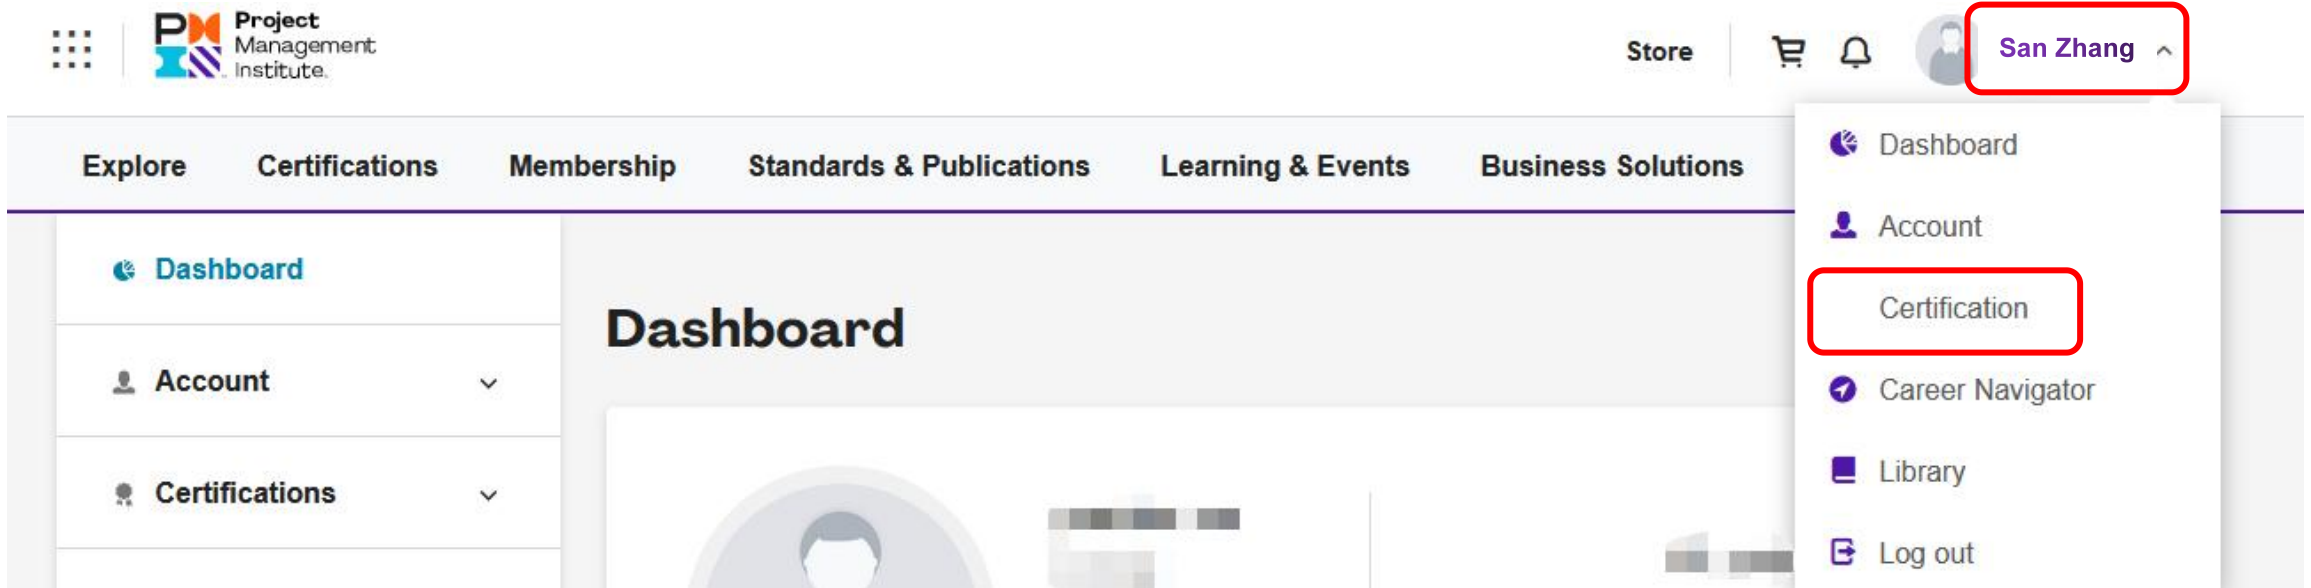 Project
Management
Institute.
Store
San Zhang
Explore Certifications Membership Standards & Publications Learning & Events Business Solutions
Dashboard
Account
Certification
Career Navigator
Library
Log out
Dashboard
Account
Certifications
Dashboard